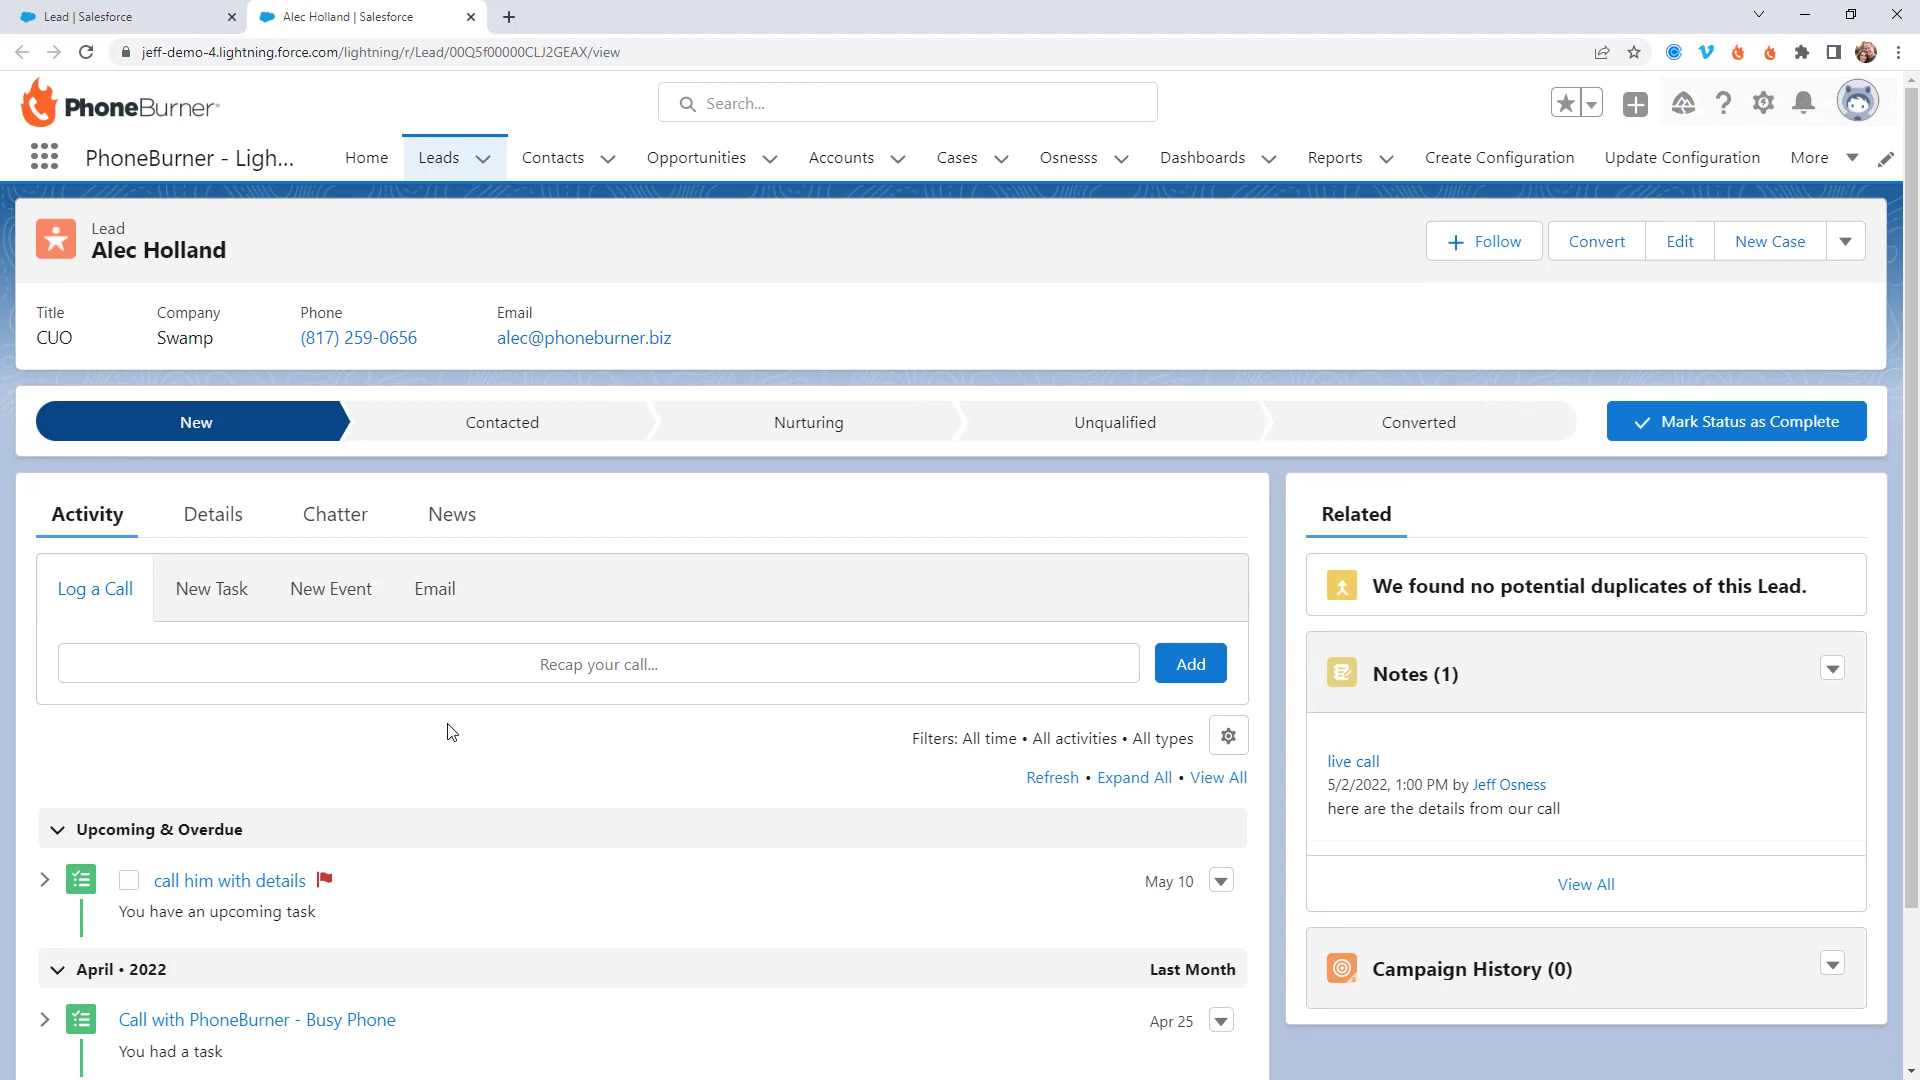 Lead | Salesforce
Alec Holland | Salesforce
jeff-demo-4.lightning.force.com/lightning/r/Lead/00Q5f00000CLJ2GEAX/view
PhoneBurner
Search...
PhoneBurner - Ligh...
Home
Leads
Contacts
Opportunities
Accounts
Cases
Osnesss
Dashboards
Reports
Create Configuration
Update Configuration
More
Lead
Alec Holland
Follow
Convert
Edit
New Case
Title
Company
Phone
Email
CUO
Swamp
(817) 259-0656
alec@phoneburner.biz
New
Contacted
Nurturing
Unqualified
Converted
Mark Status as Complete
Activity
Details
Chatter
News
Log a Call
New Task
New Event
Email
Recap your call...
Add
Filters: All time • All activities • All types
Refresh • Expand All • View All
Upcoming & Overdue
call him with details
May 10
You have an upcoming task
April • 2022
Last Month
Call with PhoneBurner - Busy Phone
Apr 25
You had a task
Related
We found no potential duplicates of this Lead.
Notes (1)
live call
5/2/2022, 1:00 PM by Jeff Osness
here are the details from our call
View All
Campaign History (0)